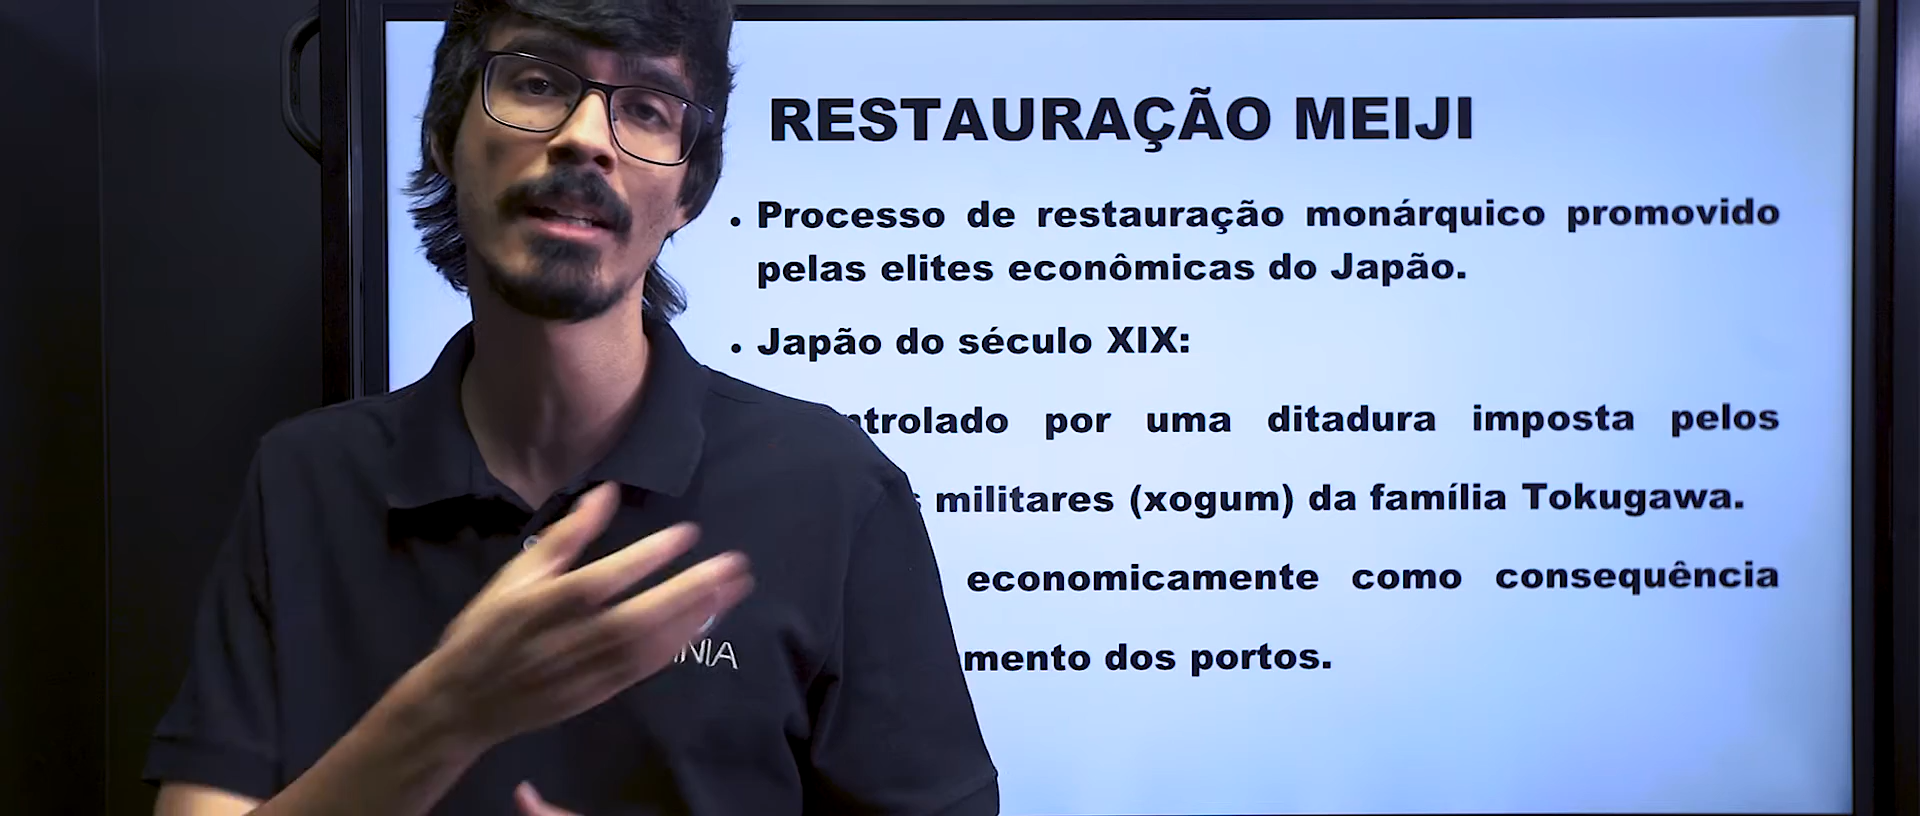 RESTAURAÇÃO MEIJI
• Processo de restauração monárquico promovido
pelas elites econômicas do Japão.
• Japão do século XIX:
ntrolado por uma ditadura imposta pelos
militares (xogum) da família Tokugawa.
economicamente como consequência
mento dos portos.